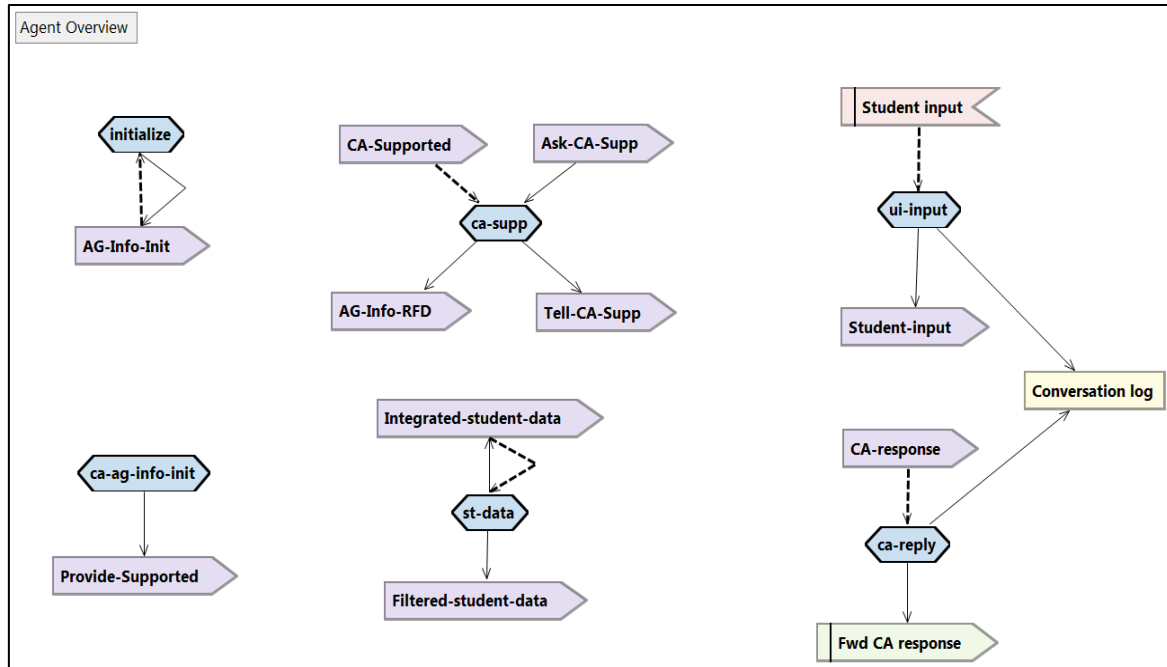 Agent Overview
initialize
AG-Info-Init
CA-Supported
Ask-CA-Supp
ca-supp
AG-Info-RFD
Tell-CA-Supp
Student input
ui-input
Student-input
Conversation log
ca-ag-info-init
Provide-Supported
Integrated-student-data
st-data
Filtered-student-data
CA-response
ca-reply
Fwd CA response